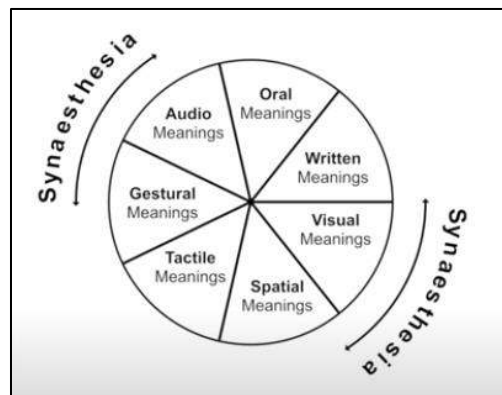 Synaesthesia
Oral
Meanings
Audio
Meanings
Written
Meanings
Gestural
Meanings
Visual
Meanings
Tactile
Meanings
Spatial
Meanings
Synaesthesia